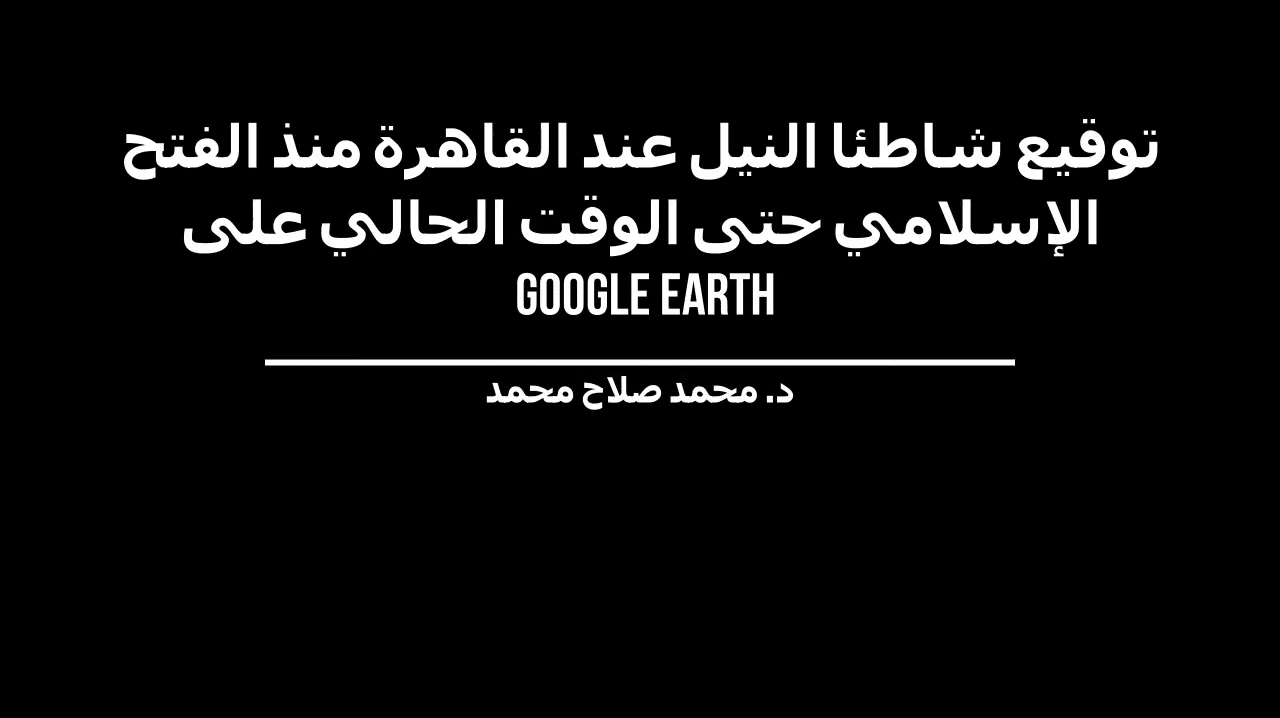 توقيع شاطئا النيل عند القاهرة منذ الفتح
الإسلامي حتى الوقت الحالي على
GOOGLE EARTH
د. محمد صلاح محمد